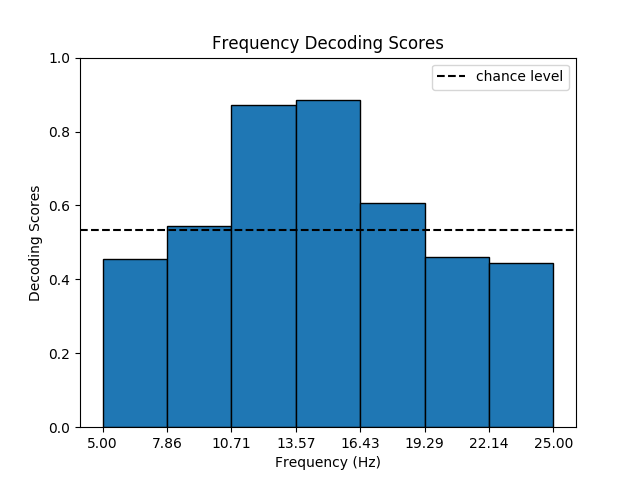 Frequency Decoding Scores
1.0
chance level
0.8
0.6
Decoding Scores
0.4
0.2
0.0
5.00 7.86 10.71 13.57 16.43 19.29 22.14 25.00
Frequency (Hz)